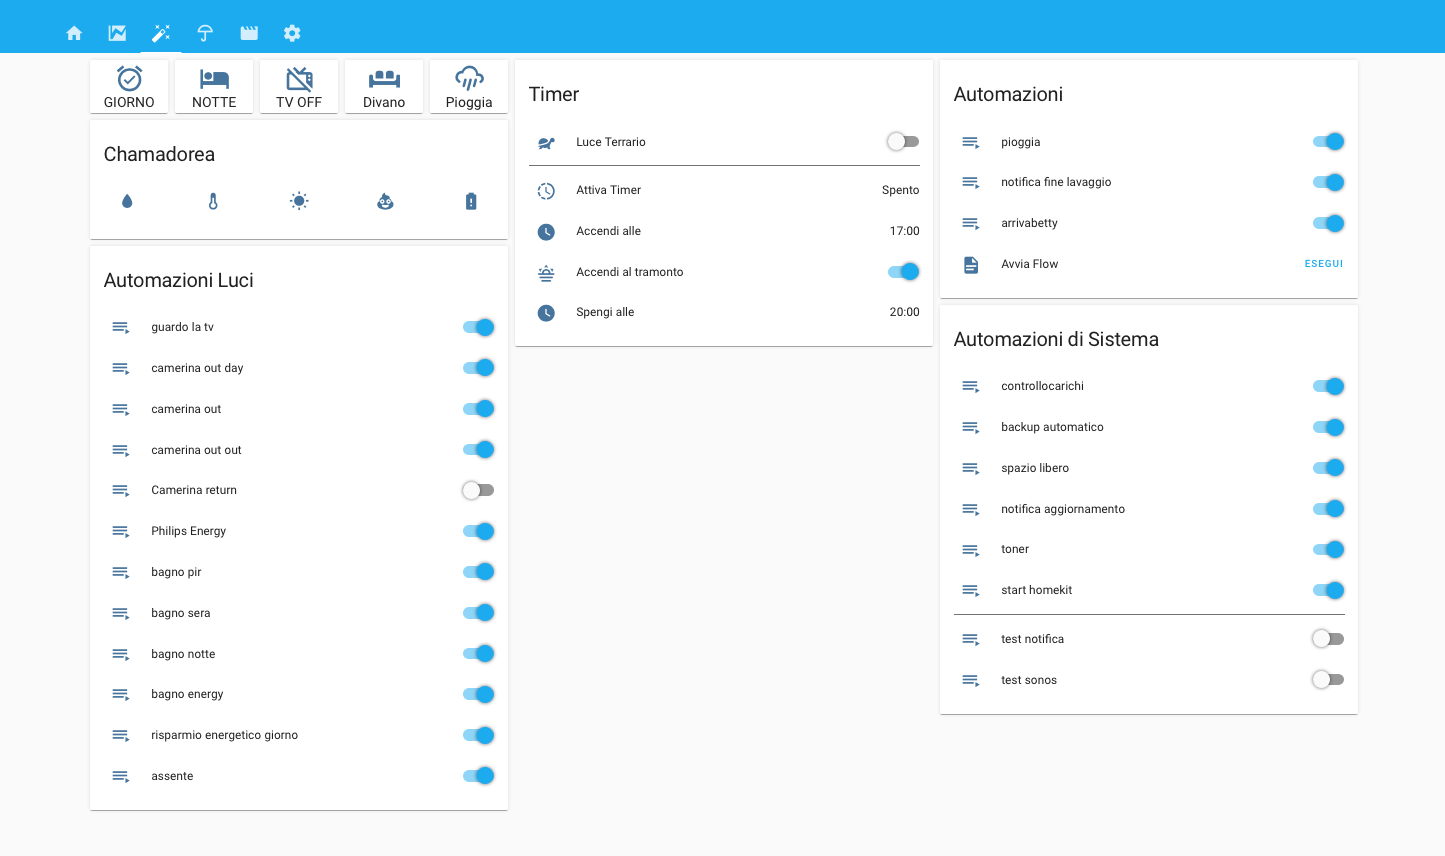 GIORNO
NOTTE
TV OFF
Divano
Pioggia
Chamadorea
Automazioni Luci
guardo la tv
camerina out day
camerina out
camerina out out
Camerina return
Philips Energy
bagno pir
bagno sera
bagno notte
bagno energy
risparmio energetico giorno
assente
Timer
Luce Terrario
Attiva Timer Spento
Accendi alle 17:00
Accendi al tramonto
Spengi alle 20:00
Automazioni
pioggia
notifica fine lavaggio
arrivabetty
Avvia Flow ESEGUI
Automazioni di Sistema
controllocarichi
backup automatico
spazio libero
notifica aggiornamento
toner
start homekit
test notifica
test sonos